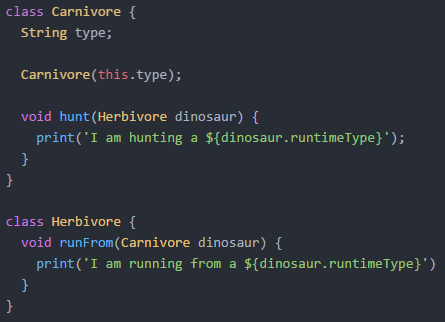 class Carnivore {
  String type;

  Carnivore(this.type);

  void hunt(Herbivore dinosaur) {
    print('I am hunting a ${dinosaur.runtimeType}');
  }
}

class Herbivore {
  void runFrom(Carnivore dinosaur) {
    print('I am running from a ${dinosaur.runtimeType}')
  }
}